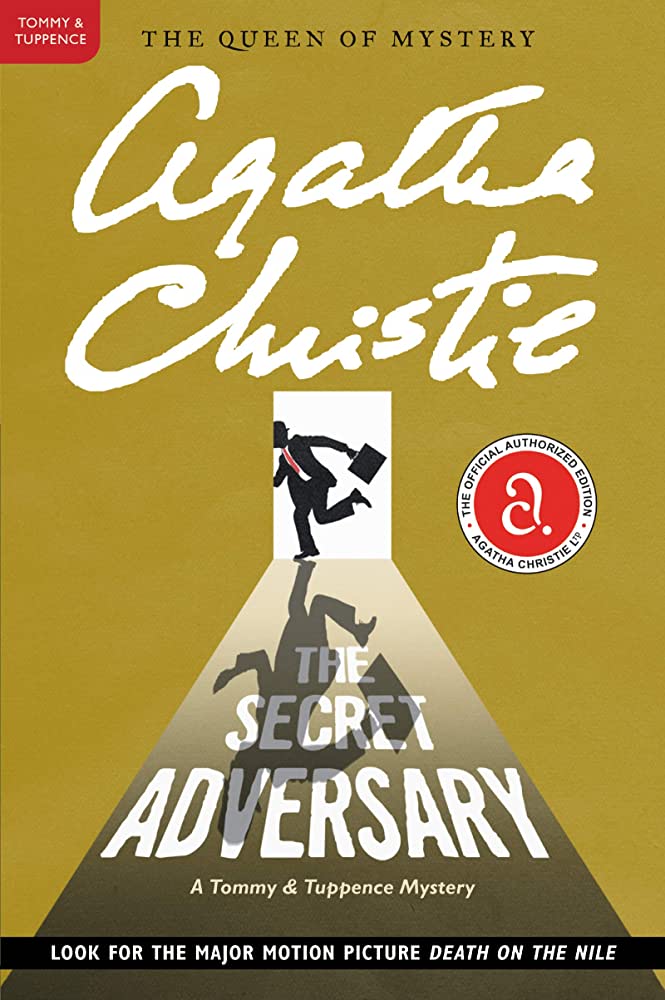 TOMMY &
TUPPENCE
THE QUEEN OF MYSTERY
Agatha
Christie
THE OFFICIAL AUTHORIZED EDITION
a.
AGATHA CHRISTIE LTD
THE
SECRET
ADVERSARY
A Tommy & Tuppence Mystery
LOOK FOR THE MAJOR MOTION PICTURE DEATH ON THE NILE